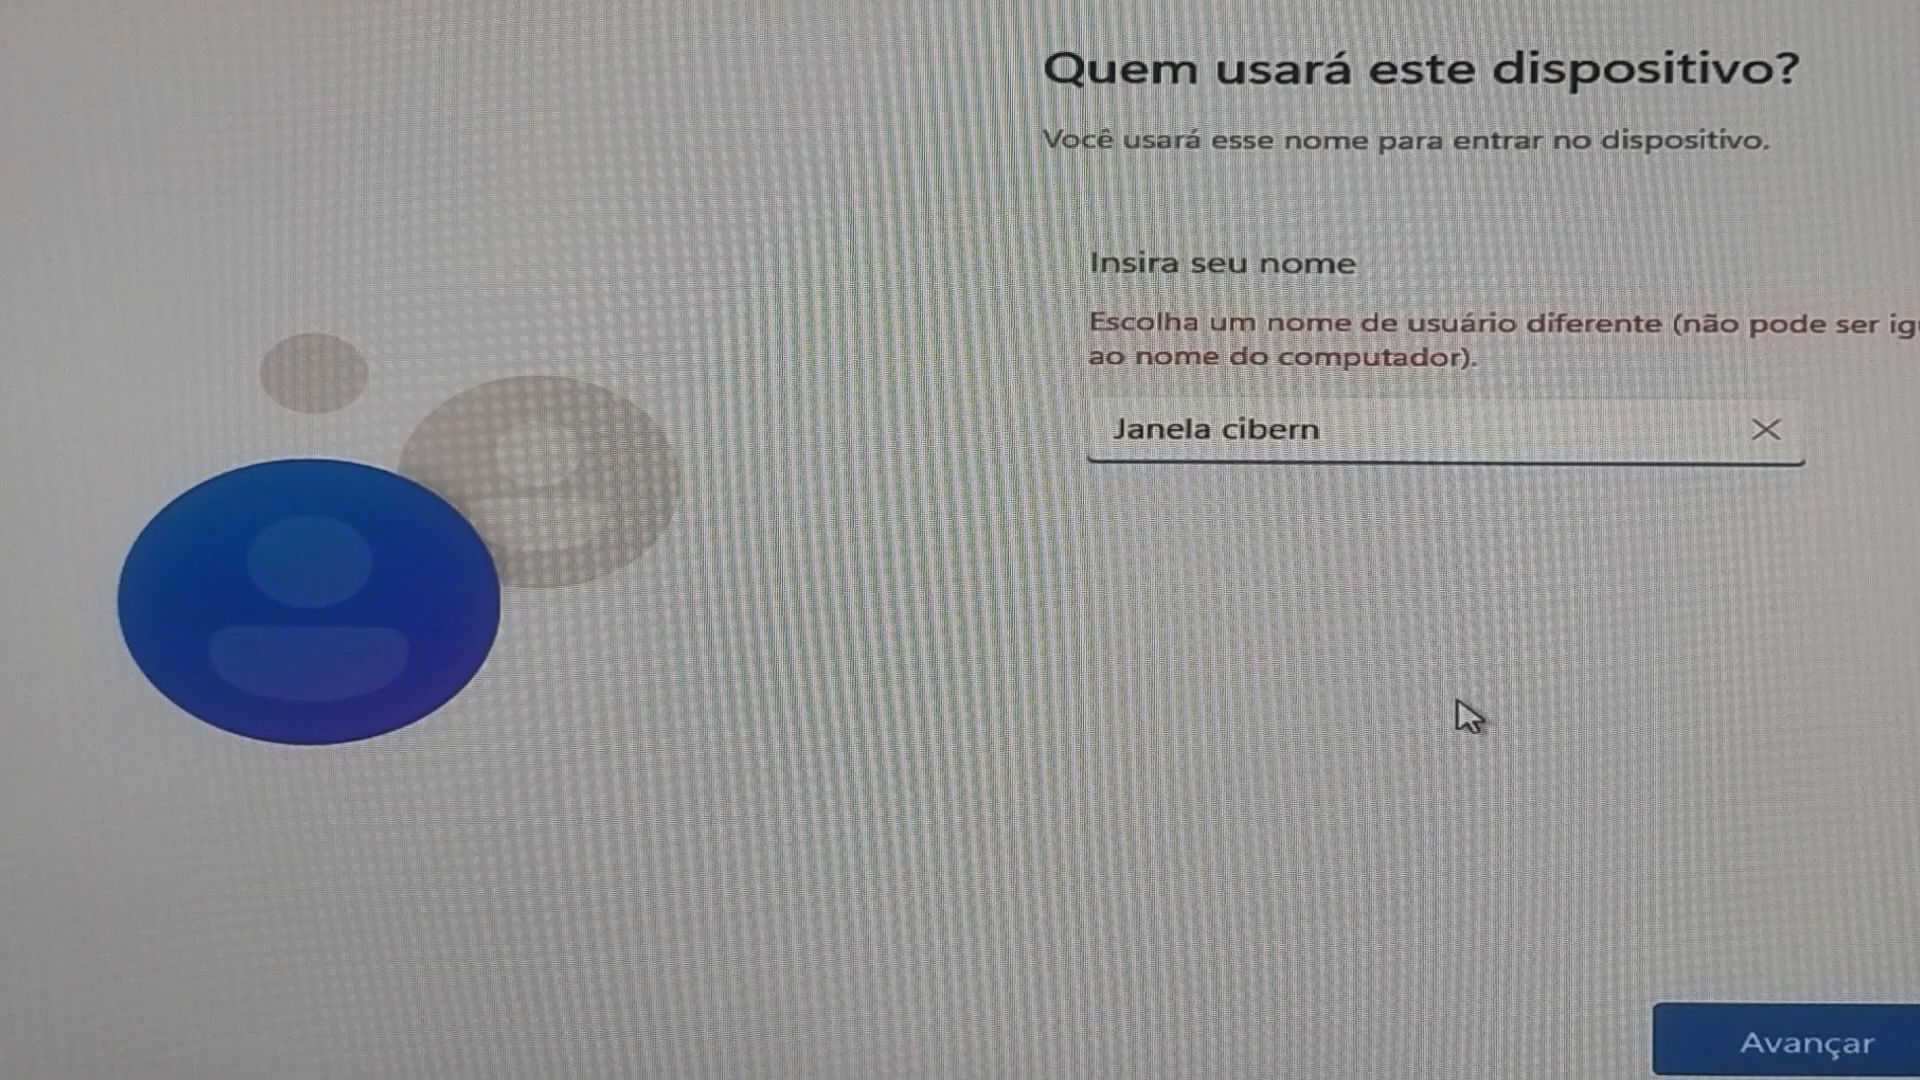 Quem usará este dispositivo?
Você usará esse nome para entrar no dispositivo.
Insira seu nome
Escolha um nome de usuário diferente (não pode ser ig
ao nome do computador).
Janela cibern
Avançar